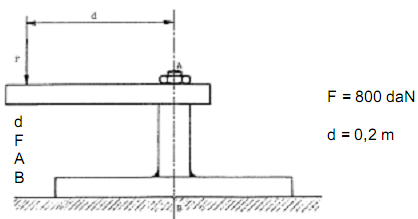 d
A
r
F = 800 daN
d
F
A
B
d = 0,2 m
B